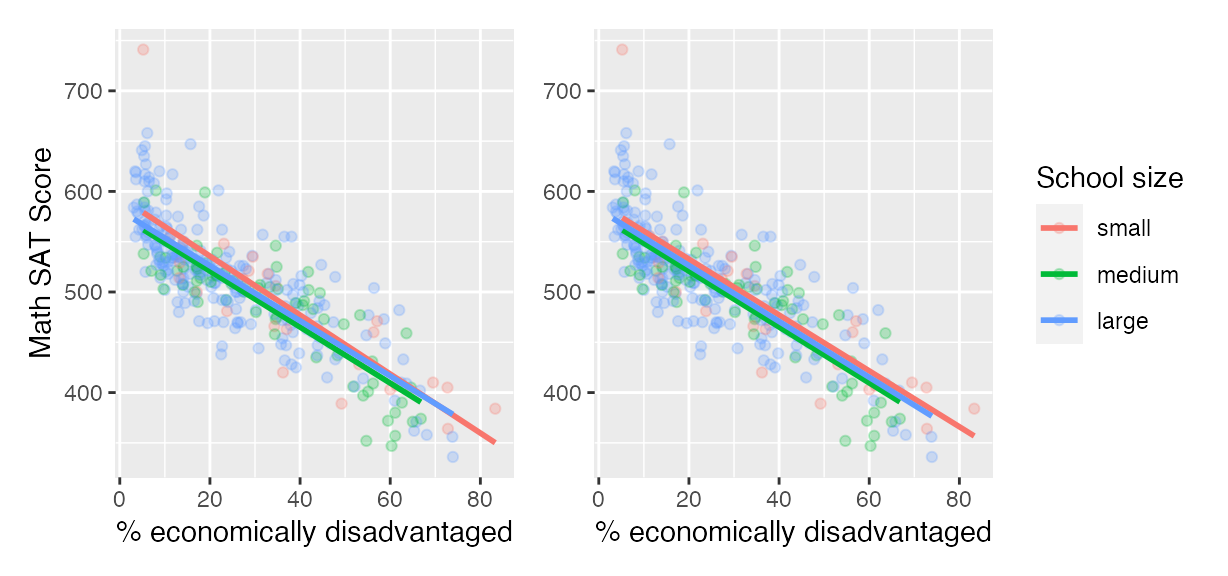 Math SAT Score
700
600
500
400
0 20 40 60 80
% economically disadvantaged
700
600
500
400
0 20 40 60 80
% economically disadvantaged
School size
small
medium
large